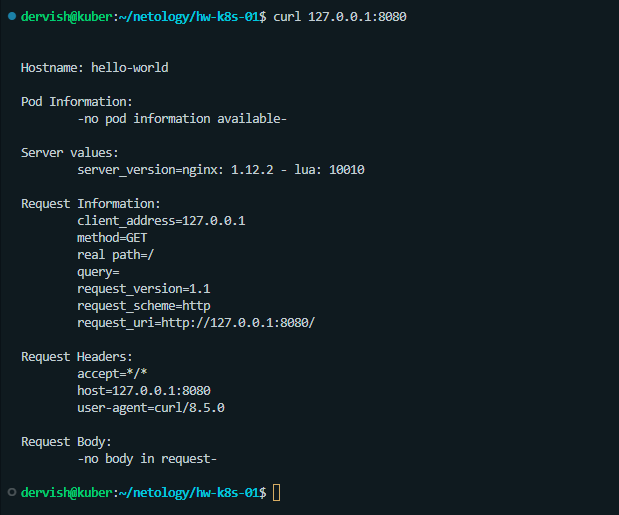 dervish@kuber:~/netology/hw-k8s-01$ curl 127.0.0.1:8080
Hostname: hello-world
Pod Information:
-no pod information available-
Server values:
server_version=nginx: 1.12.2 - lua: 10010
Request Information:
client_address=127.0.0.1
method=GET
real path=/
query=
request_version=1.1
request_scheme=http
request_uri=http://127.0.0.1:8080/
Request Headers:
accept=*/*
host=127.0.0.1:8080
user-agent=curl/8.5.0
Request Body:
-no body in request-
dervish@kuber:~/netology/hw-k8s-01$